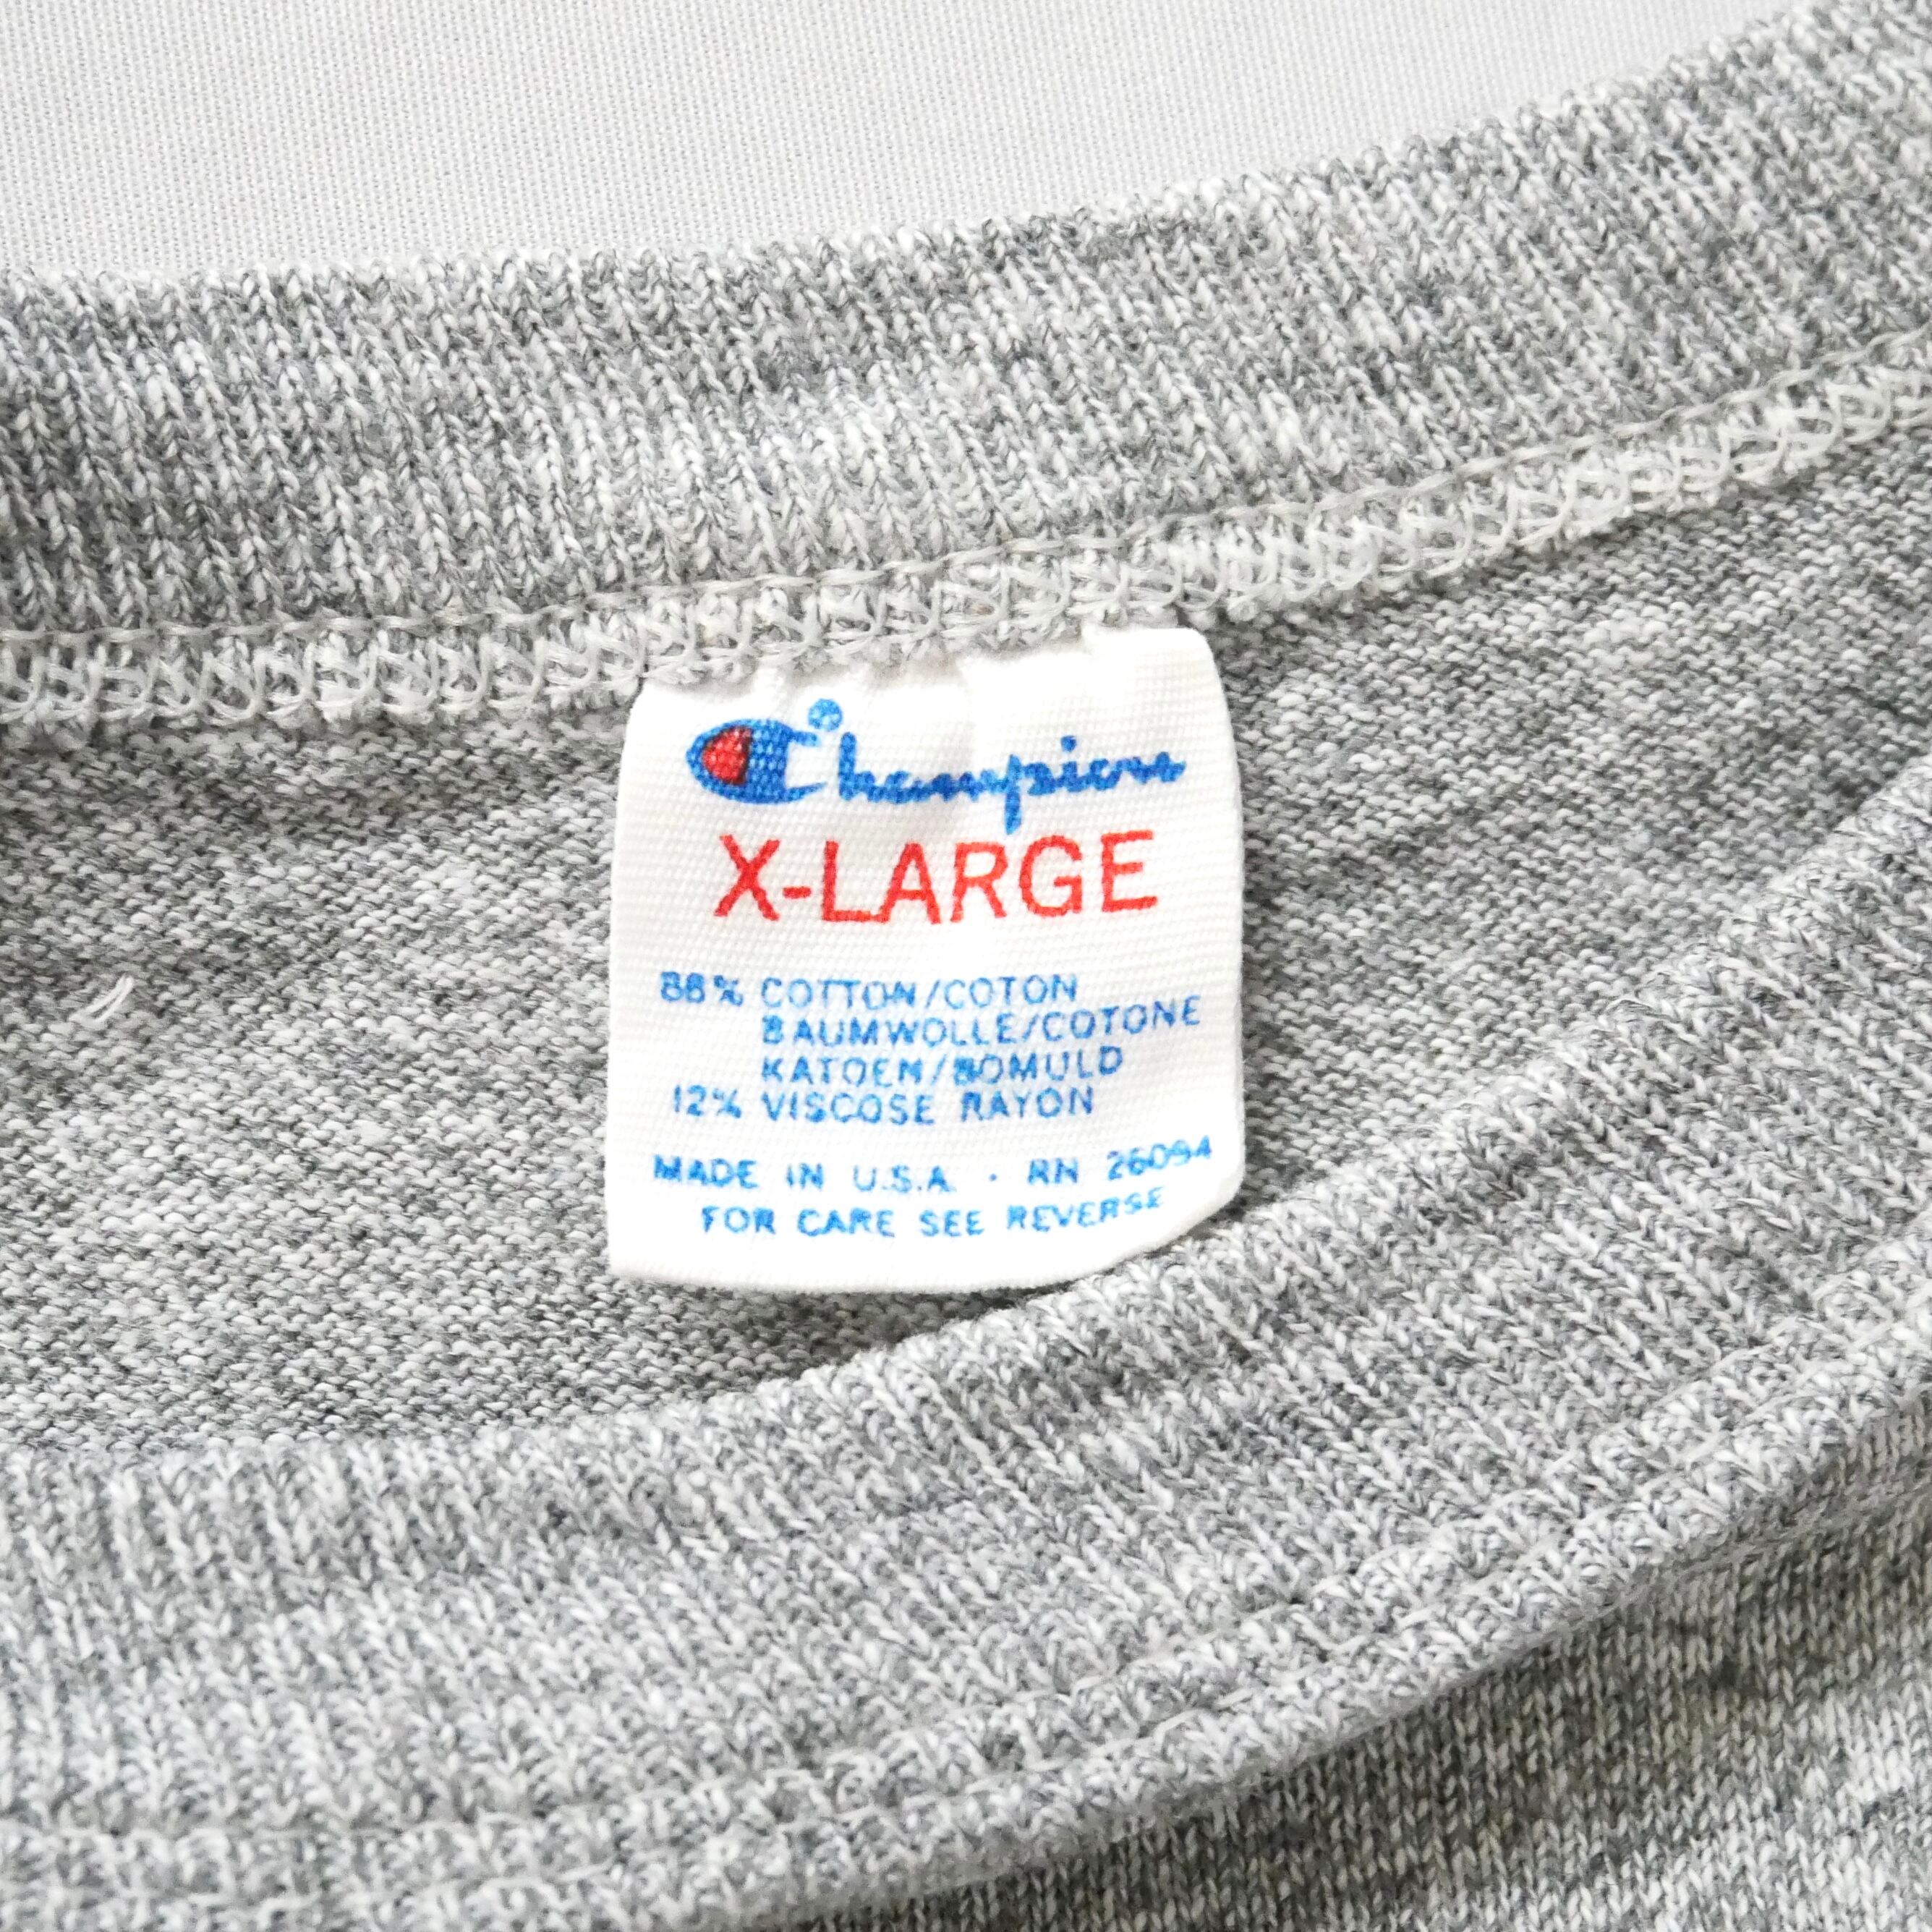 Champion®
X-LARGE
88% COTTON/COTON
BAUMWOLLE/COTONE
KATOEN/BOMULD
12% VISCOSE RAYON
MADE IN U.S.A. · RN 26094
FOR CARE SEE REVERSE